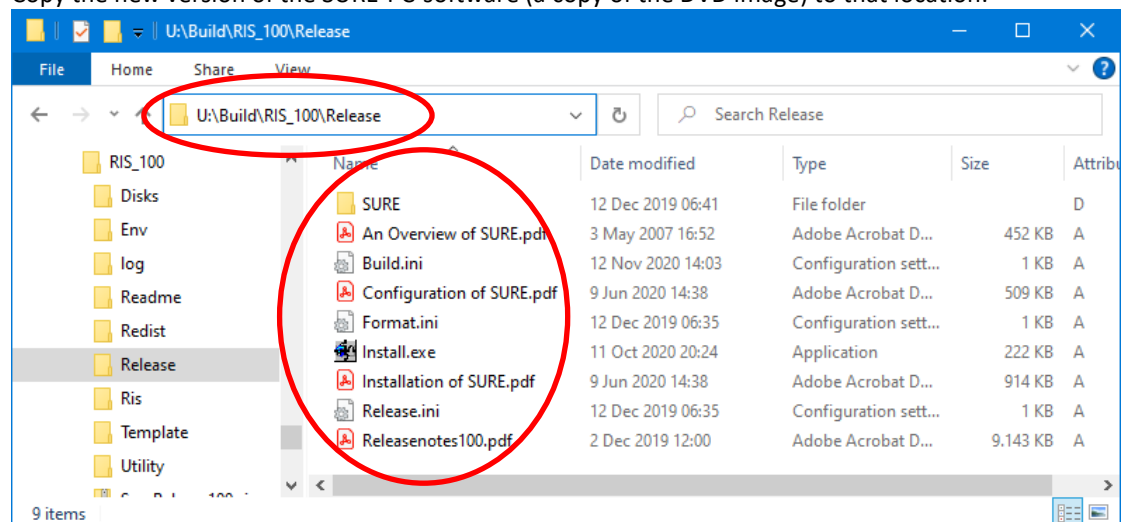 Copy the new version of the SURE PC software (a copy of the DVD image) to that location.
U:\Build\RIS_100\Release
File Home Share View
U:\Build\RIS_100\Release Search Release
RIS_100 Name Date modified Type Size Attribu
Disks SURE 12 Dec 2019 06:41 File folder D
Env An Overview of SURE.pdf 3 May 2007 16:52 Adobe Acrobat D... 452 KB A
log Build.ini 12 Nov 2020 14:03 Configuration sett... 1 KB A
Readme Configuration of SURE.pdf 9 Jun 2020 14:38 Adobe Acrobat D... 509 KB A
Redist Format.ini 12 Dec 2019 06:35 Configuration sett... 1 KB A
Release Install.exe 11 Oct 2020 20:24 Application 222 KB A
Ris Installation of SURE.pdf 9 Jun 2020 14:38 Adobe Acrobat D... 914 KB A
Template Release.ini 12 Dec 2019 06:35 Configuration sett... 1 KB A
Utility Releasenotes100.pdf 2 Dec 2019 12:00 Adobe Acrobat D... 9.143 KB A
9 items